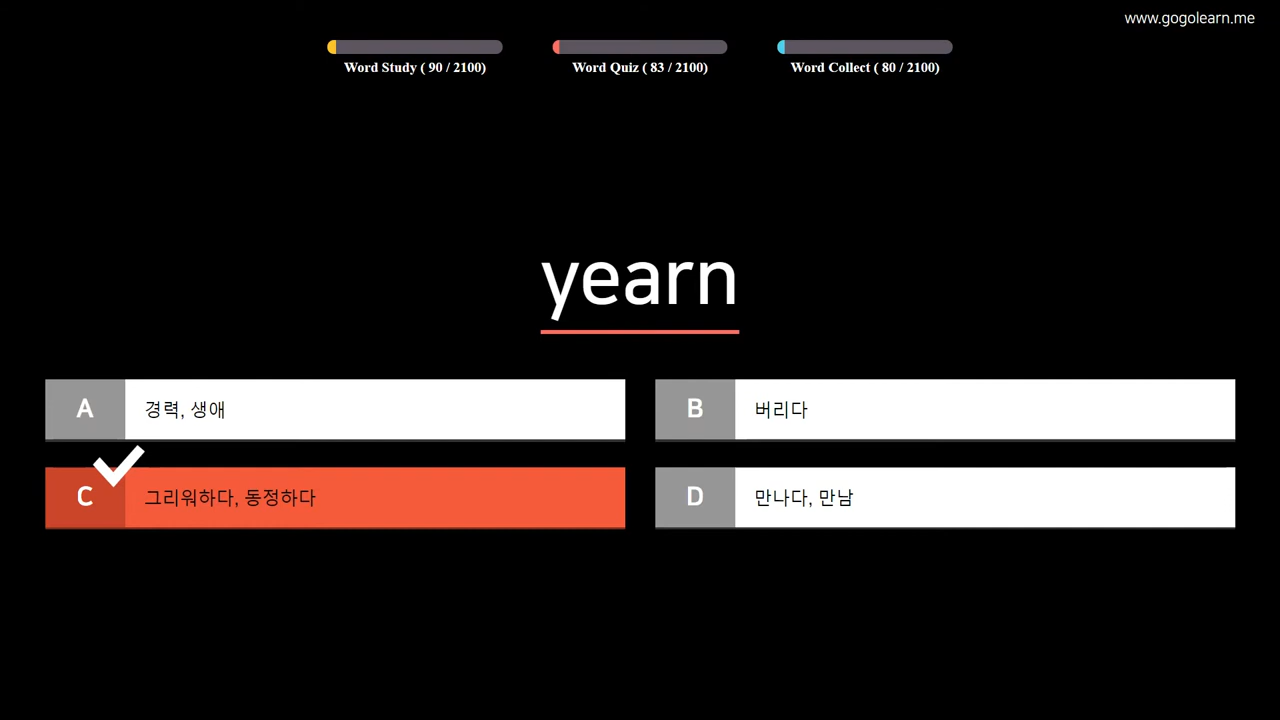 www.gogolearn.me
Word Study ( 90 / 2100)
Word Quiz ( 83 / 2100)
Word Collect ( 80 / 2100)
yearn
A 경력, 생애
B 버리다
C 그리워하다, 동정하다
D 만나다, 만남